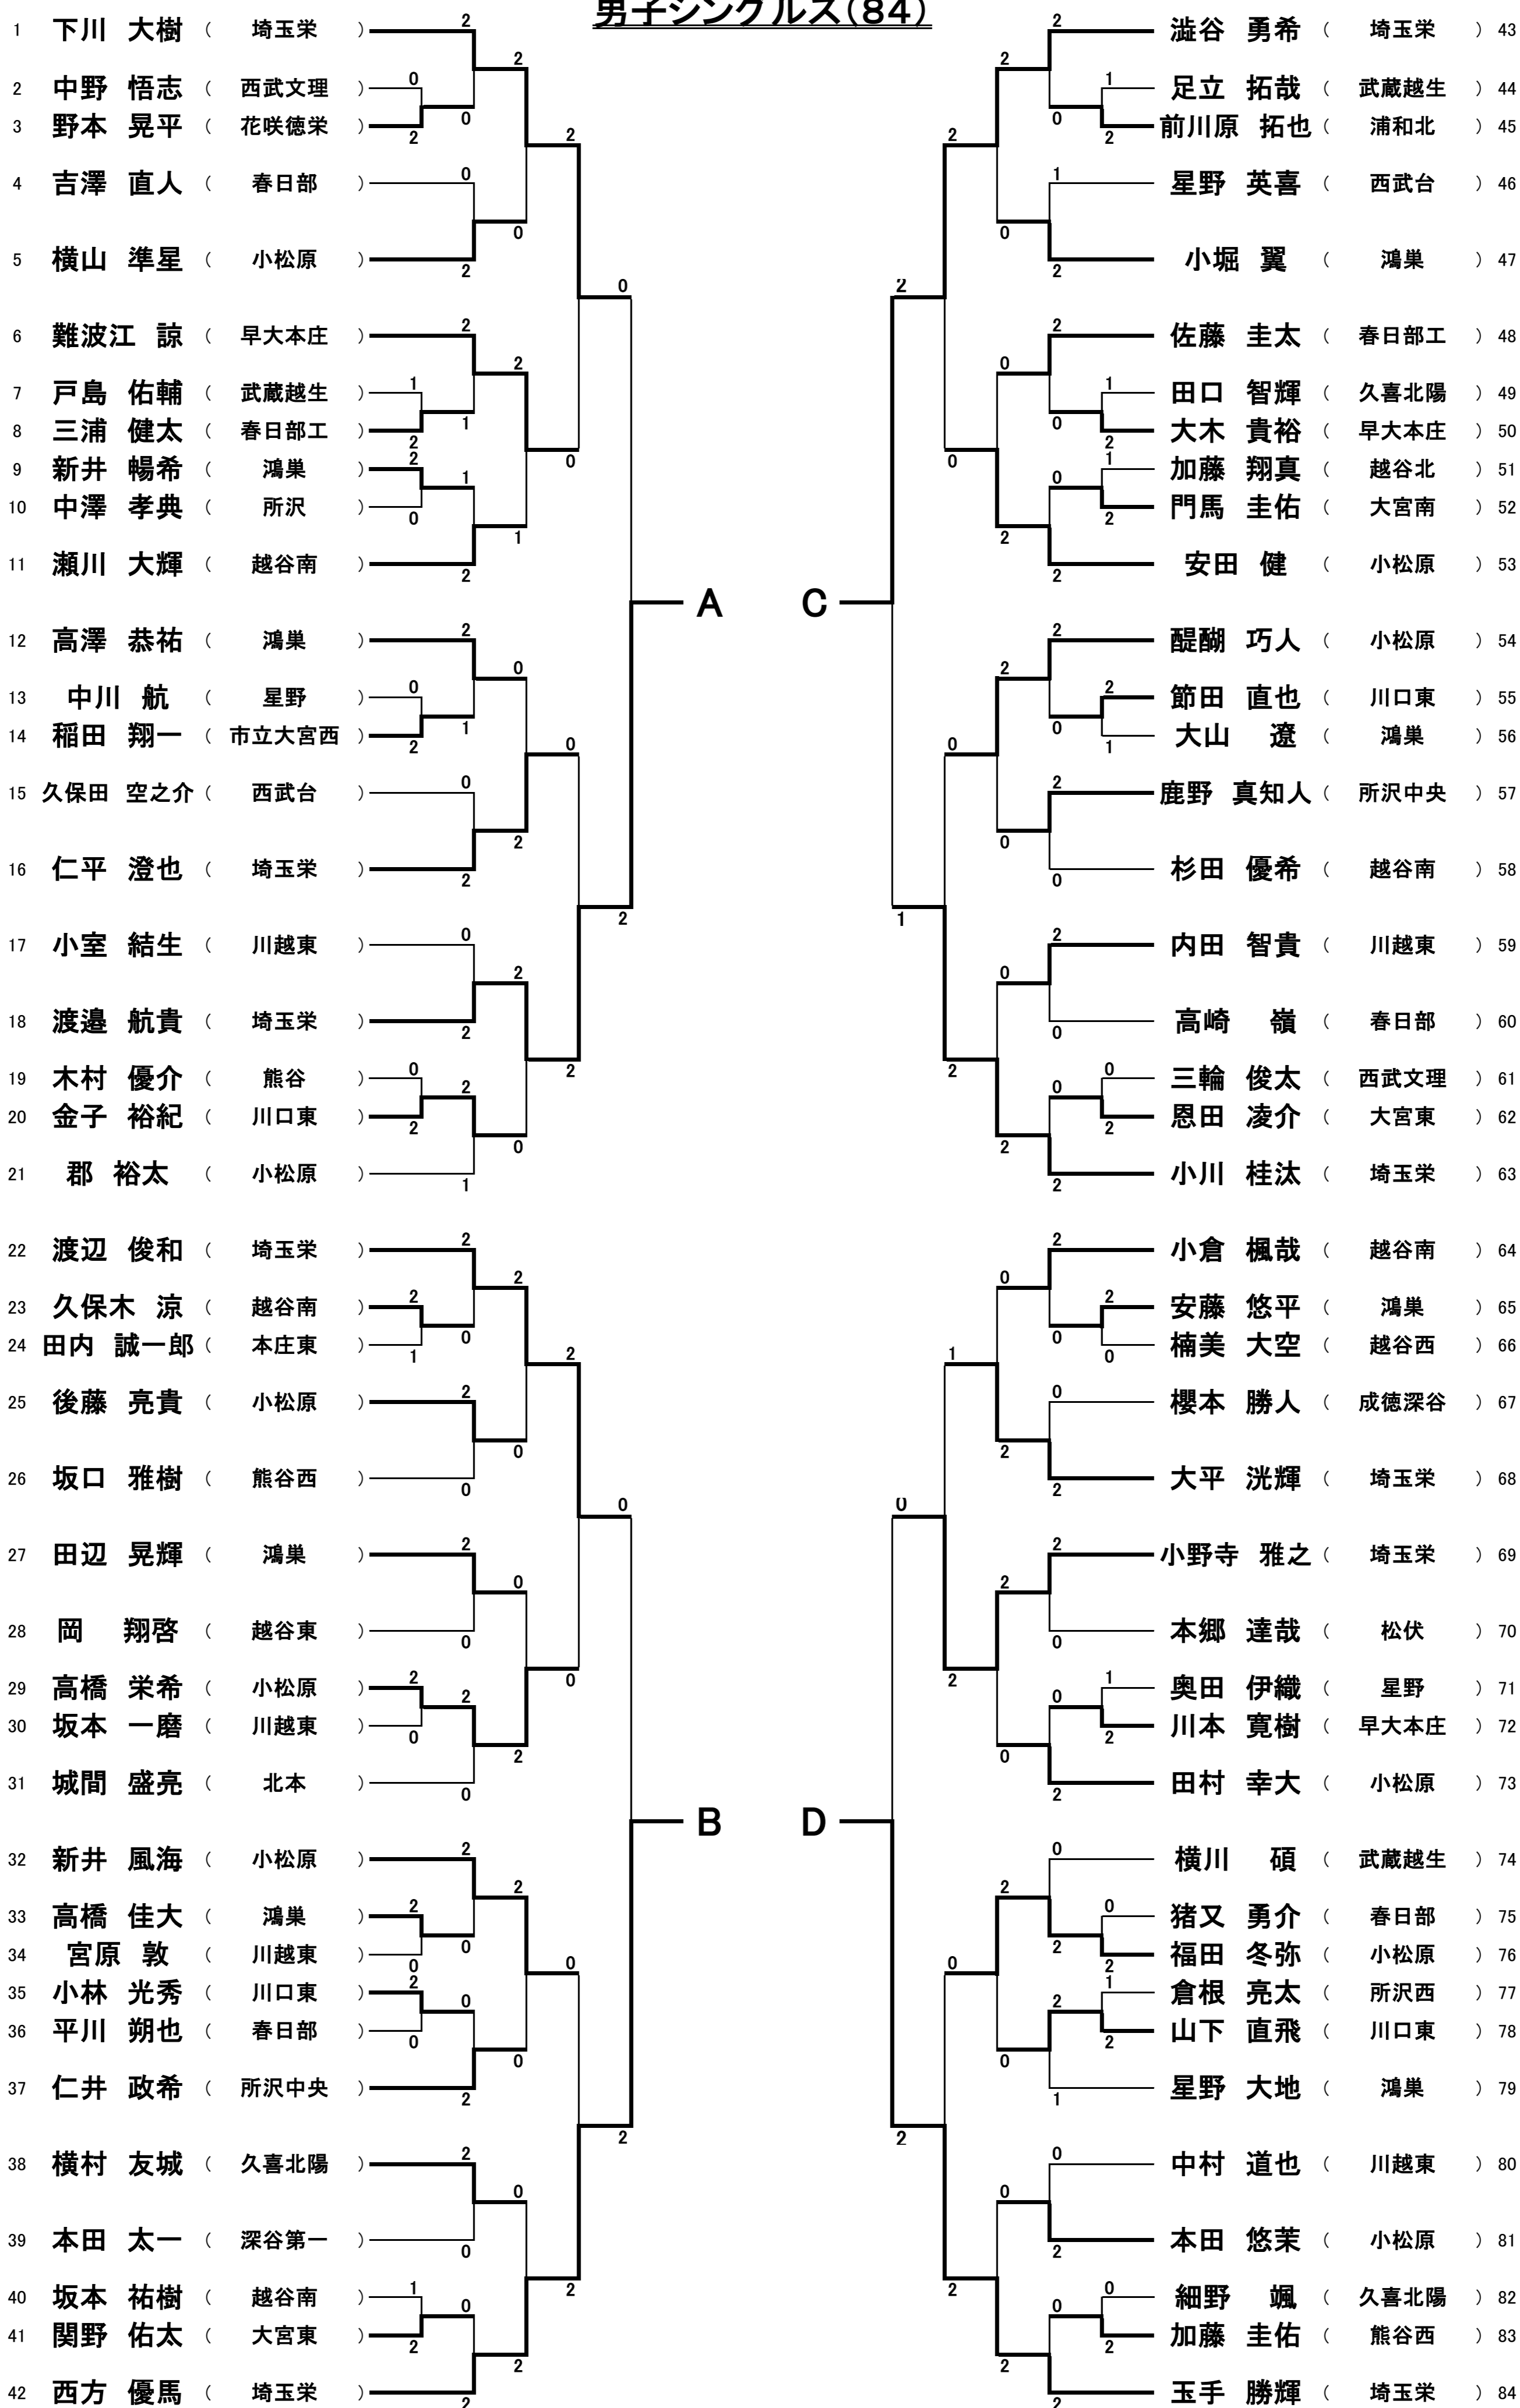 男子シングルス(84)
1 下川 大樹 ( 埼玉栄 )
2 中野 悟志 ( 西武文理 )
3 野本 晃平 ( 花咲徳栄 )
4 吉澤 直人 ( 春日部 )
5 横山 準星 ( 小松原 )
6 難波江 諒 ( 早大本庄 )
7 戸島 佑輔 ( 武蔵越生 )
8 三浦 健太 ( 春日部工 )
9 新井 暢希 ( 鴻巣 )
10 中澤 孝典 ( 所沢 )
11 瀬川 大輝 ( 越谷南 )
12 高澤 恭祐 ( 鴻巣 )
13 中川 航 ( 星野 )
14 稲田 翔一 ( 市立大宮西 )
15 久保田 空之介 ( 西武台 )
16 仁平 澄也 ( 埼玉栄 )
17 小室 結生 ( 川越東 )
18 渡邉 航貴 ( 埼玉栄 )
19 木村 優介 ( 熊谷 )
20 金子 裕紀 ( 川口東 )
21 郡 裕太 ( 小松原 )
22 渡辺 俊和 ( 埼玉栄 )
23 久保木 涼 ( 越谷南 )
24 田内 誠一郎 ( 本庄東 )
25 後藤 亮貴 ( 小松原 )
26 坂口 雅樹 ( 熊谷西 )
27 田辺 晃輝 ( 鴻巣 )
28 岡 翔啓 ( 越谷東 )
29 高橋 栄希 ( 小松原 )
30 坂本 一磨 ( 川越東 )
31 城間 盛亮 ( 北本 )
32 新井 風海 ( 小松原 )
33 高橋 佳大 ( 鴻巣 )
34 宮原 敦 ( 川越東 )
35 小林 光秀 ( 川口東 )
36 平川 朔也 ( 春日部 )
37 仁井 政希 ( 所沢中央 )
38 横村 友城 ( 久喜北陽 )
39 本田 太一 ( 深谷第一 )
40 坂本 祐樹 ( 越谷南 )
41 関野 佑太 ( 大宮東 )
42 西方 優馬 ( 埼玉栄 )
A
B
C
D
澁谷 勇希 ( 埼玉栄 ) 43
足立 拓哉 ( 武蔵越生 ) 44
前川原 拓也 ( 浦和北 ) 45
星野 英喜 ( 西武台 ) 46
小堀 翼 ( 鴻巣 ) 47
佐藤 圭太 ( 春日部工 ) 48
田口 智輝 ( 久喜北陽 ) 49
大木 貴裕 ( 早大本庄 ) 50
加藤 翔真 ( 越谷北 ) 51
門馬 圭佑 ( 大宮南 ) 52
安田 健 ( 小松原 ) 53
醍醐 巧人 ( 小松原 ) 54
節田 直也 ( 川口東 ) 55
大山 遼 ( 鴻巣 ) 56
鹿野 真知人 ( 所沢中央 ) 57
杉田 優希 ( 越谷南 ) 58
内田 智貴 ( 川越東 ) 59
高崎 嶺 ( 春日部 ) 60
三輪 俊太 ( 西武文理 ) 61
恩田 凌介 ( 大宮東 ) 62
小川 桂汰 ( 埼玉栄 ) 63
小倉 楓哉 ( 越谷南 ) 64
安藤 悠平 ( 鴻巣 ) 65
楠美 大空 ( 越谷西 ) 66
櫻本 勝人 ( 成徳深谷 ) 67
大平 洸輝 ( 埼玉栄 ) 68
小野寺 雅之 ( 埼玉栄 ) 69
本郷 達哉 ( 松伏 ) 70
奥田 伊織 ( 星野 ) 71
川本 寛樹 ( 早大本庄 ) 72
田村 幸大 ( 小松原 ) 73
横川 碩 ( 武蔵越生 ) 74
猪又 勇介 ( 春日部 ) 75
福田 冬弥 ( 小松原 ) 76
倉根 亮太 ( 所沢西 ) 77
山下 直飛 ( 川口東 ) 78
星野 大地 ( 鴻巣 ) 79
中村 道也 ( 川越東 ) 80
本田 悠茉 ( 小松原 ) 81
細野 颯 ( 久喜北陽 ) 82
加藤 圭佑 ( 熊谷西 ) 83
玉手 勝輝 ( 埼玉栄 ) 84